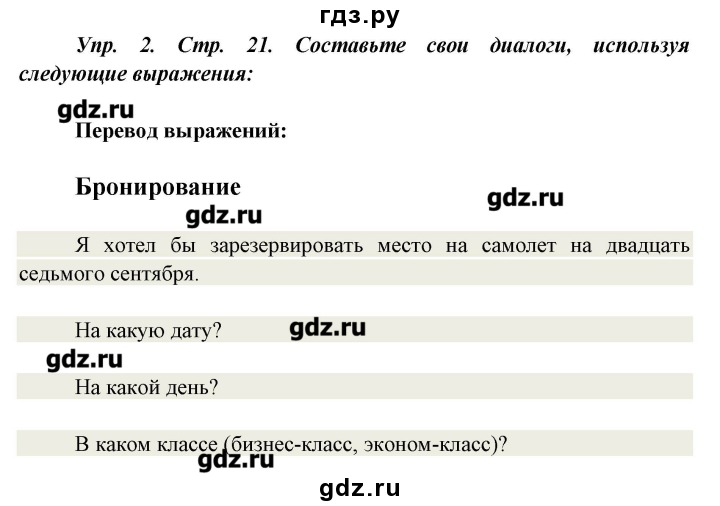 гдз.ру
Упр. 2. Стр. 21. Составьте свои диалоги, используя
следующие выражения:
gdz.ru
Перевод выражений:
Бронирование
gdz.ru
gdz.ru
Я хотел бы зарезервировать место на самолет на двадцать
седьмого сентября.
На какую дату?
gdz.ru
gdz.ru
На какой день?
В каком классе (бизнес-класс, эконом-класс)?
gdz.ru
gdz.ru